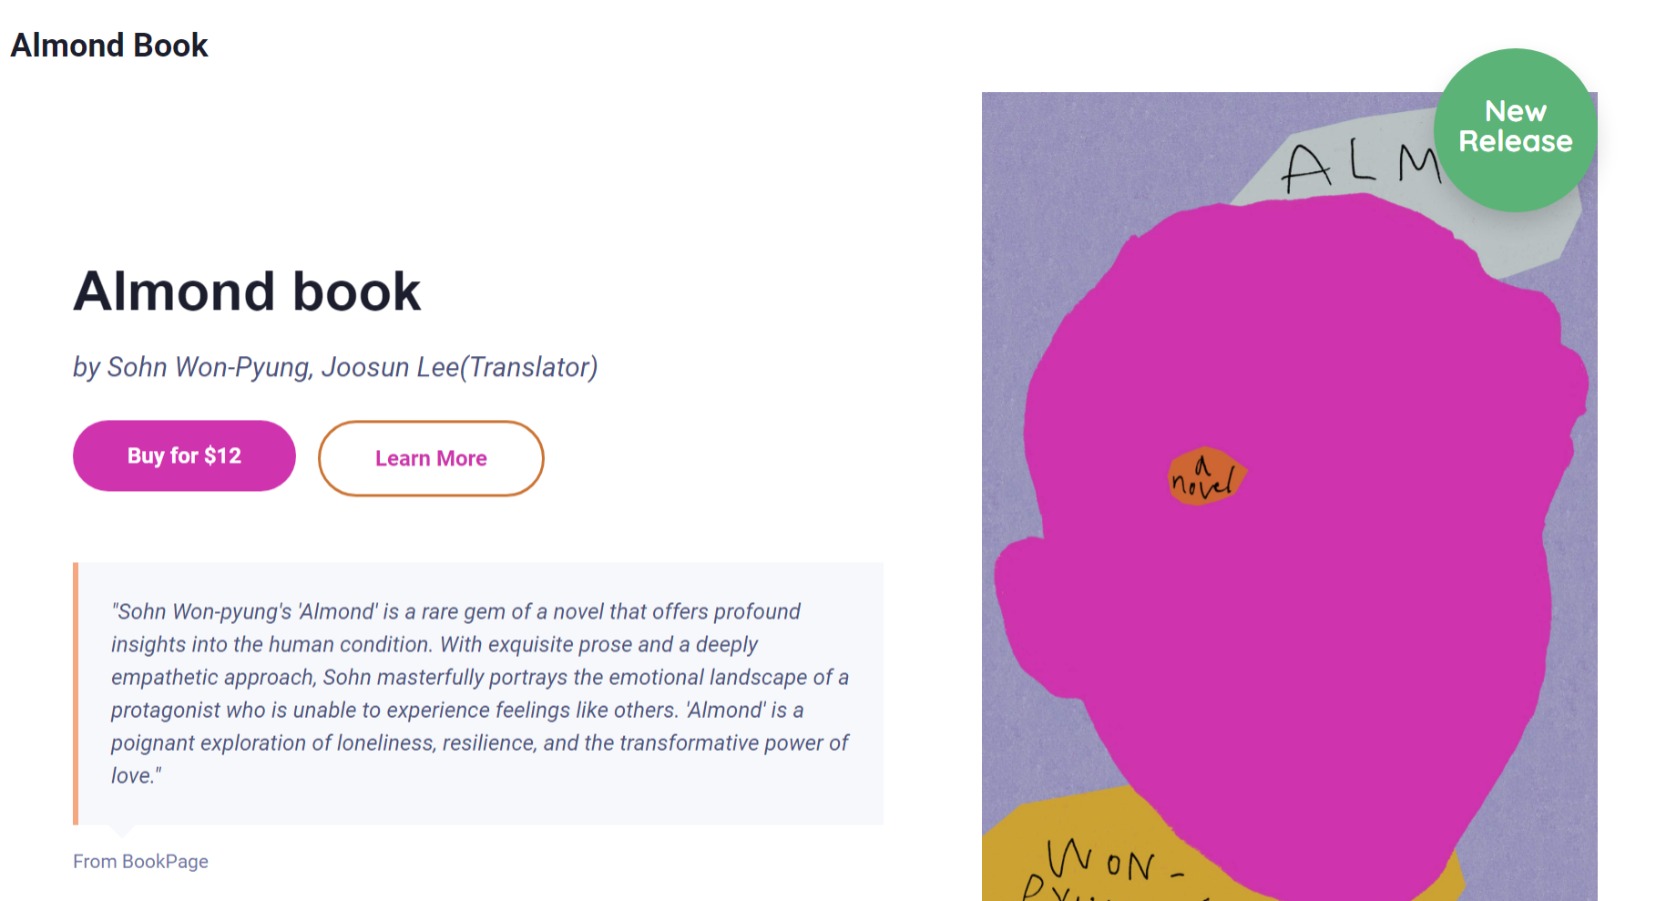 Almond Book
New
Release
ALM
Almond book
by Sohn Won-Pyung, Joosun Lee(Translator)
Buy for $12
Learn More
a
novel
"Sohn Won-pyung's 'Almond' is a rare gem of a novel that offers profound
insights into the human condition. With exquisite prose and a deeply
empathetic approach, Sohn masterfully portrays the emotional landscape of a
protagonist who is unable to experience feelings like others. 'Almond' is a
poignant exploration of loneliness, resilience, and the transformative power of
love."
From BookPage
WON-